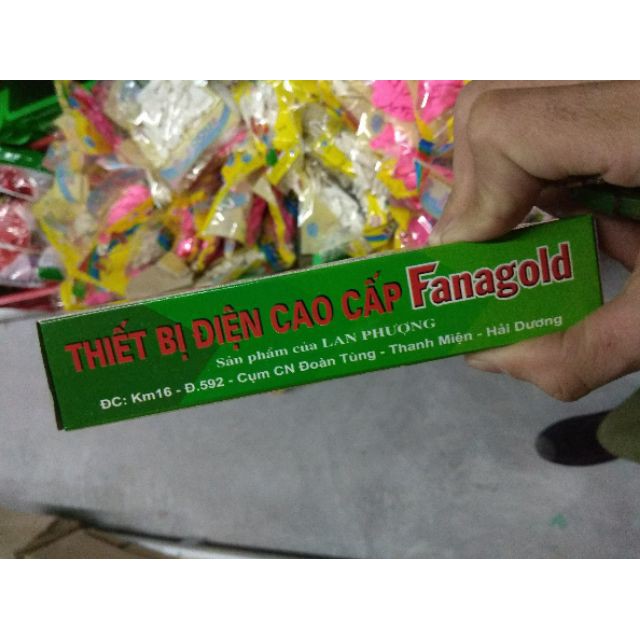 THIẾT BỊ ĐIỆN CAO CẤP Fanagold
Sản phẩm của LAN PHƯỢNG
ĐC: Km16 - Đ.592 - Cụm CN Đoàn Tùng - Thanh Miện - Hải Dương